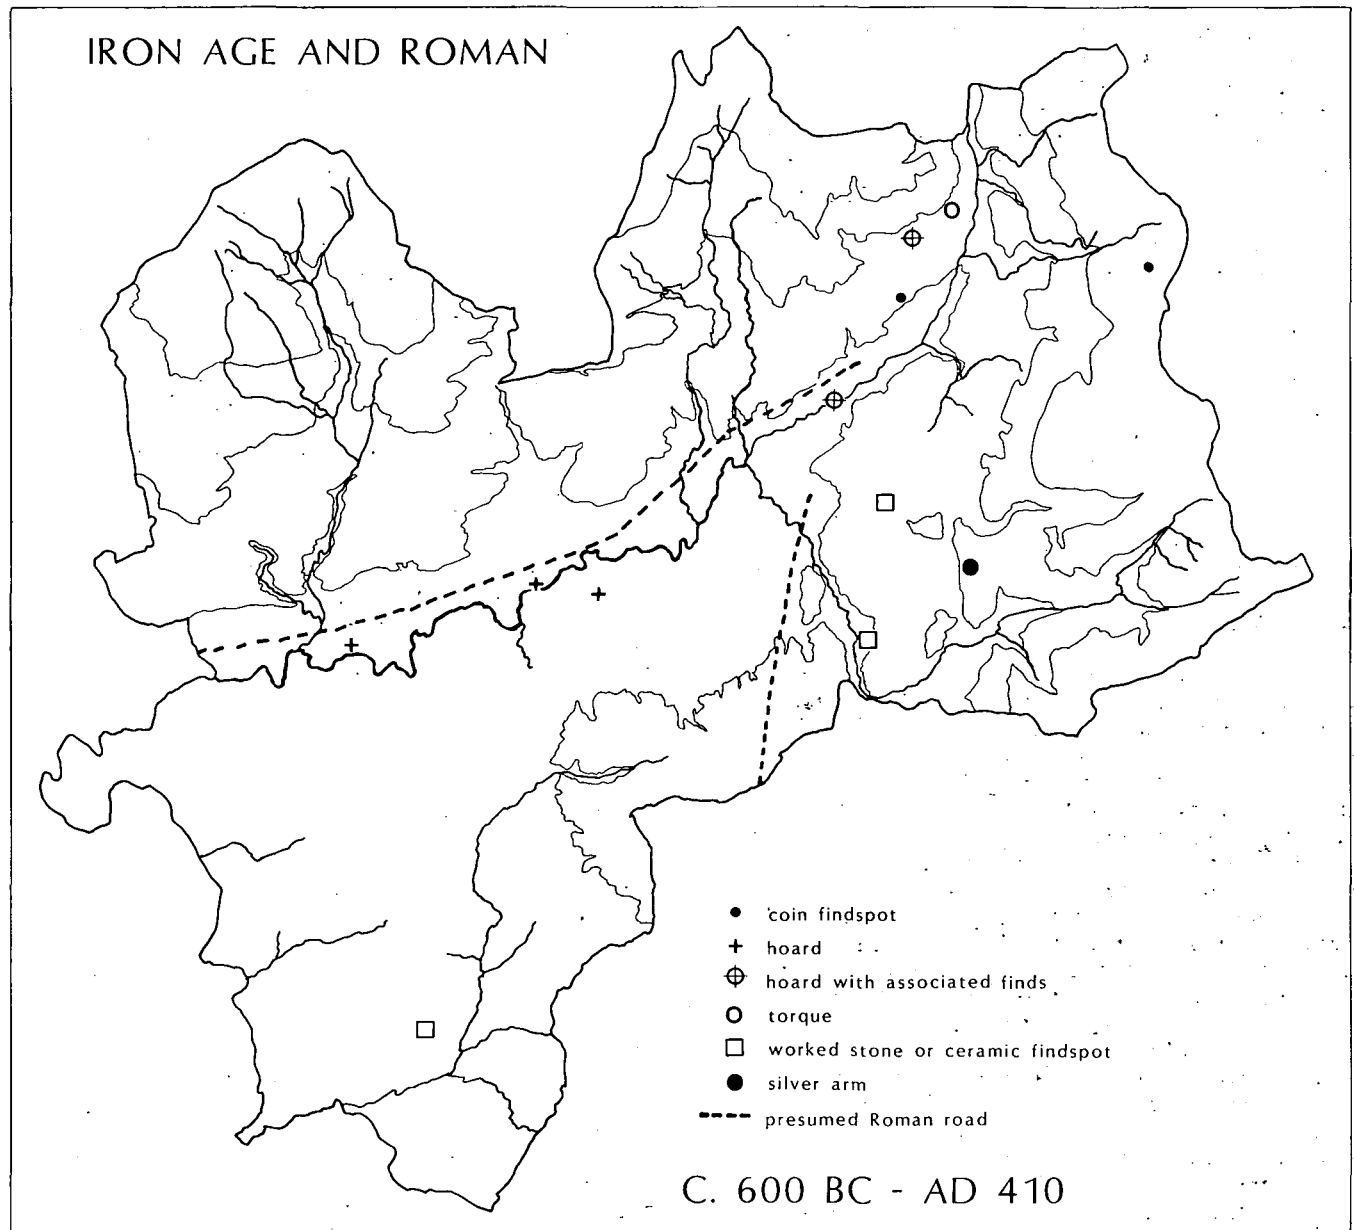 IRON AGE AND ROMAN
coin findspot
hoard
hoard with associated finds
torque
worked stone or ceramic findspot
silver arm
presumed Roman road
C. 600 BC - AD 410